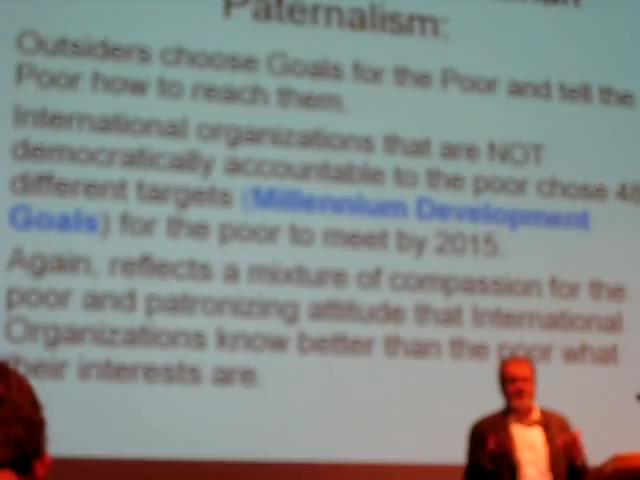 Paternalism:
Outsiders choose Goals for the Poor and tell the
Poor how to reach them.
International organizations that are NOT
democratically accountable to the poor chose 48
different targets (Millennium Development
Goals) for the poor to meet by 2015.
Again, reflects a mixture of compassion for the
poor and patronizing attitude that International
Organizations know better than the poor what
their interests are.